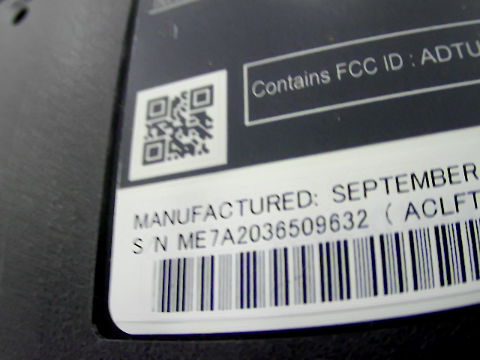 Contains FCC ID : ADTU
MANUFACTURED: SEPTEMBER
S/N ME7A2036509632 ( ACLFT